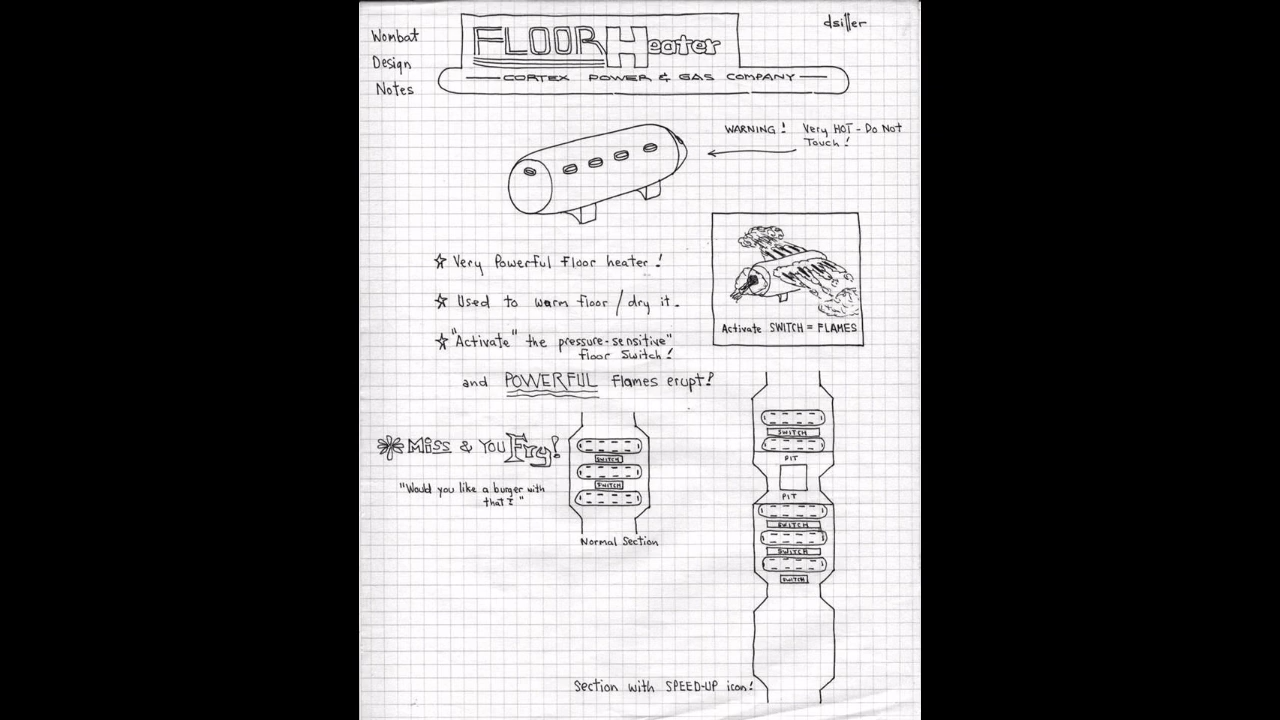 Wombat
Design
Notes
FLOOR Heater
CORTEX POWER & GAS COMPANY
dsiller
WARNING! Very HOT - Do Not
Touch!
☆ Very Powerful Floor heater!
☆ Used to warm floor / dry it.
☆ "Activate" the pressure-sensitive"
floor switch!
and POWERFUL flames erupt!
Activate SWITCH = FLAMES
* Miss & YOU Fry!
"Would you like a burger with
that?"
SWITCH
SWITCH
Normal Section
SWITCH
PIT
PIT
SWITCH
SWITCH
SWITCH
Section with SPEED-UP icon!